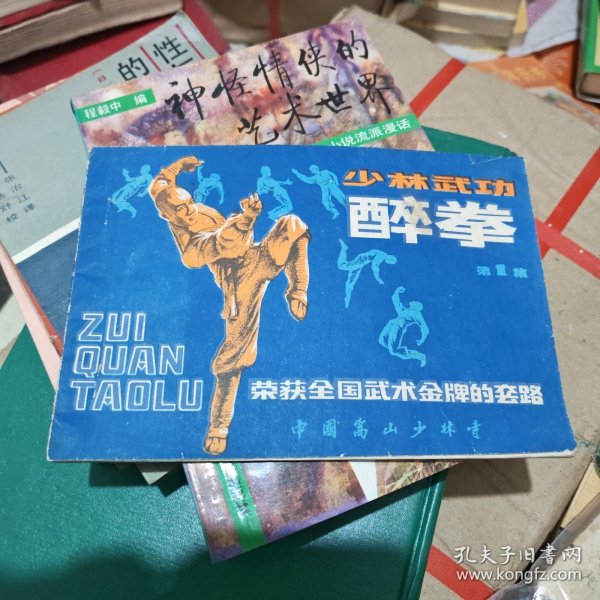 的性
程毅中 编
神怪情侠的
艺术世界
小说流派漫话
少林武功
醉拳
第1集
ZUI
QUAN
TAOLU
荣获全国武术金牌的套路
中國嵩山少林寺
孔夫子旧书网
www.kongfz.com